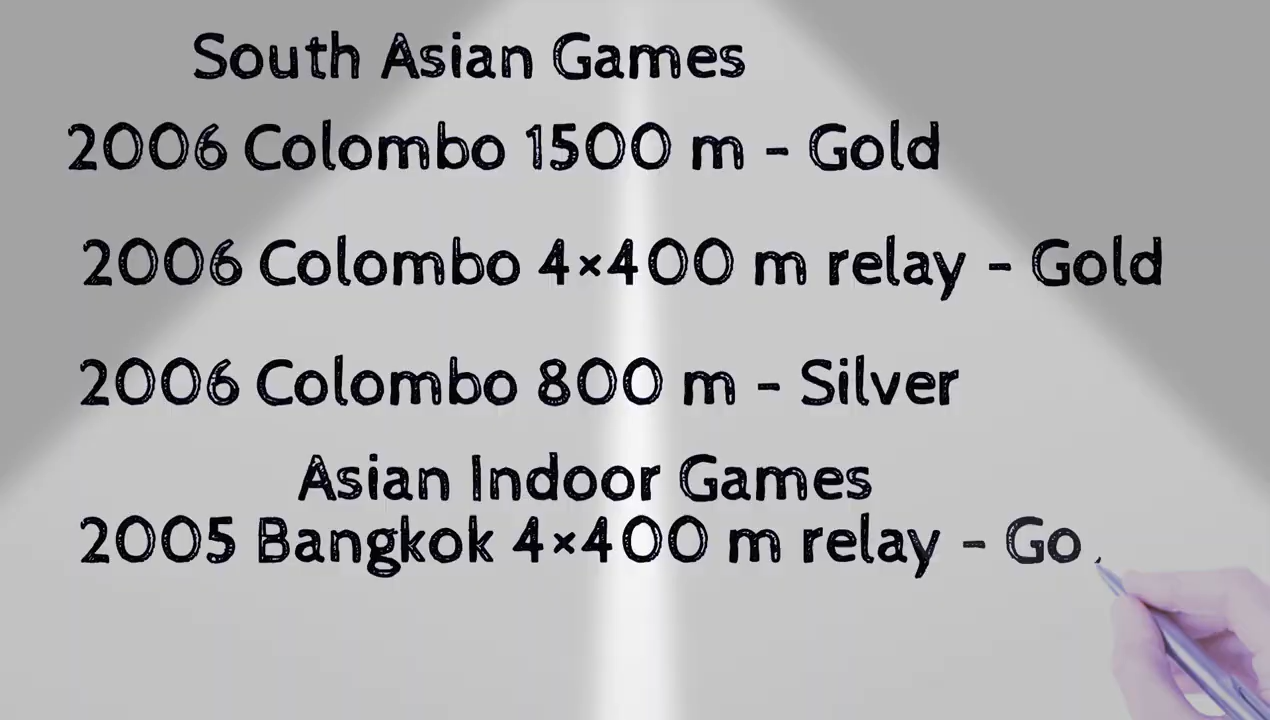 South Asian Games
2006 Colombo 1500 m - Gold
2006 Colombo 4×400 m relay - Gold
2006 Colombo 800 m - Silver
Asian Indoor Games
2005 Bangkok 4×400 m relay - Go